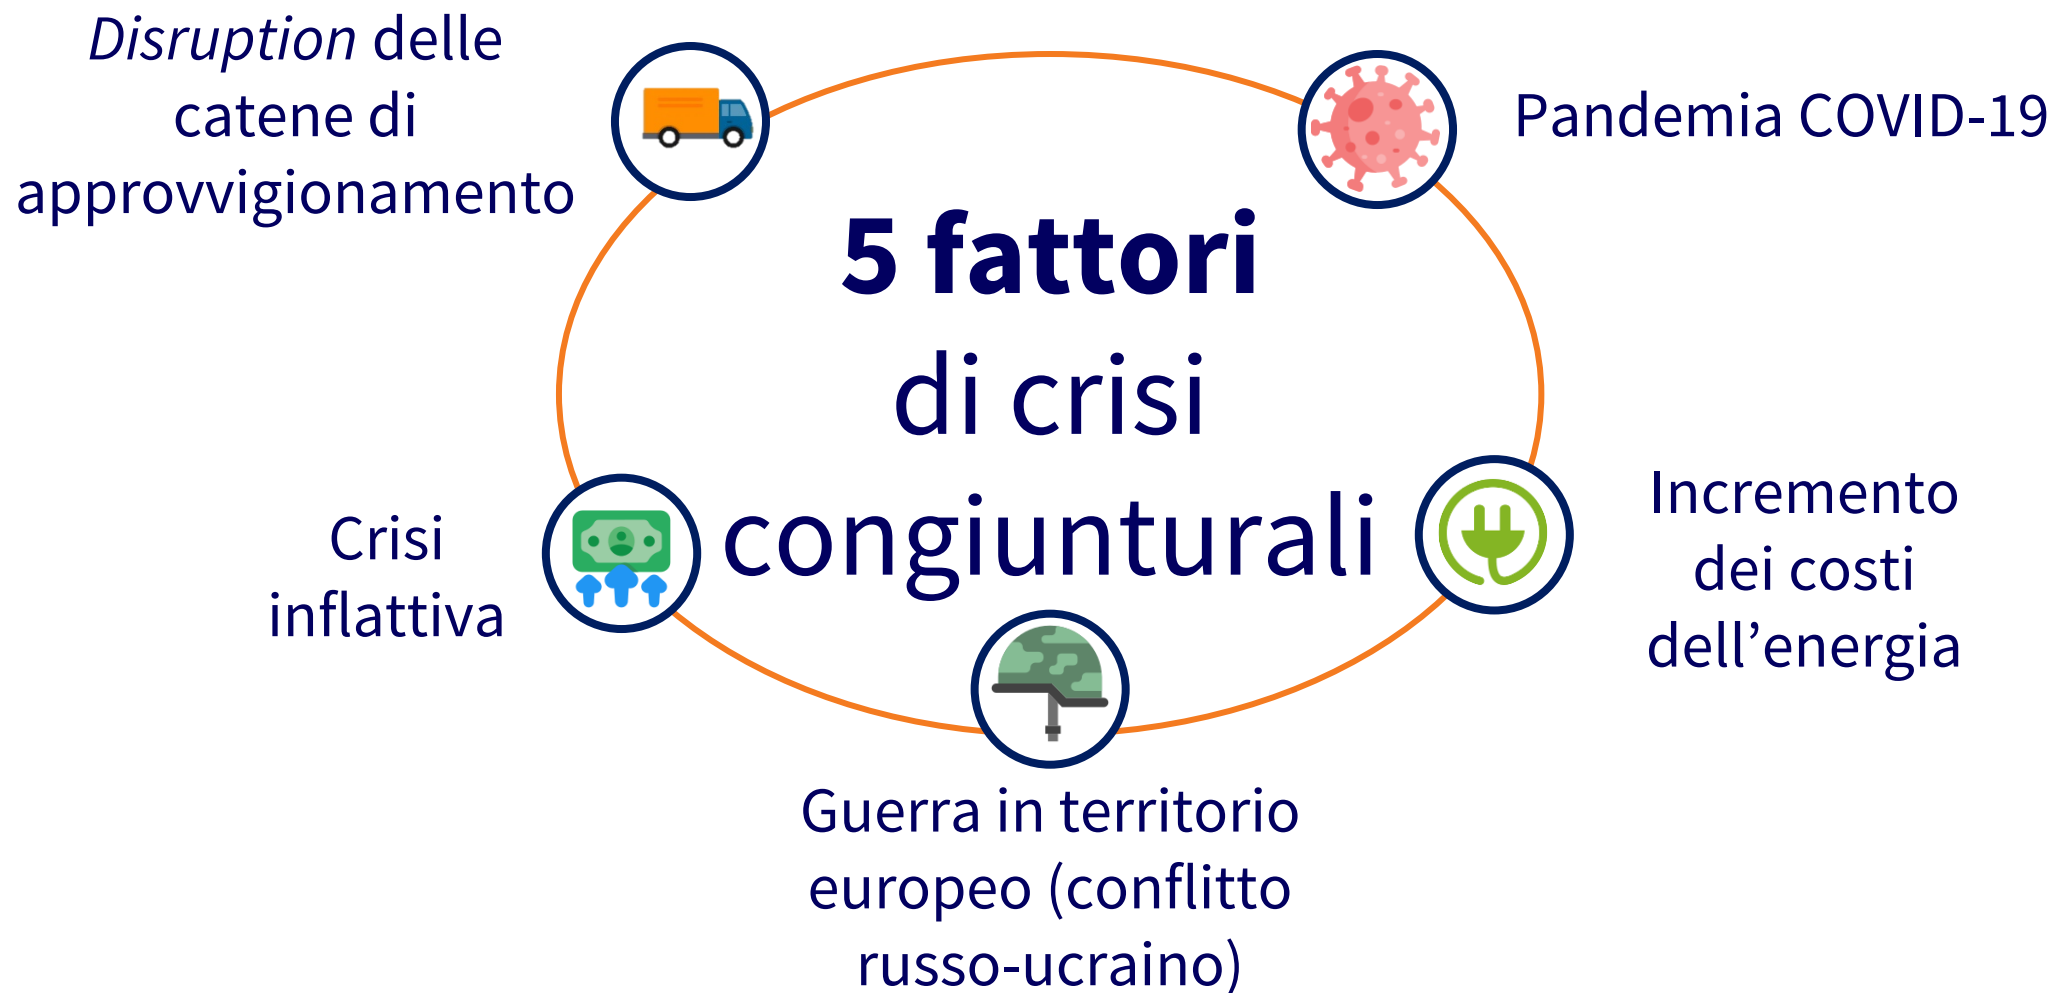 Disruption delle
catene di
approvvigionamento
Pandemia COVID-19
5 fattori
di crisi
congiunturali
Crisi
inflattiva
Incremento
dei costi
dell’energia
Guerra in territorio
europeo (conflitto
russo-ucraino)